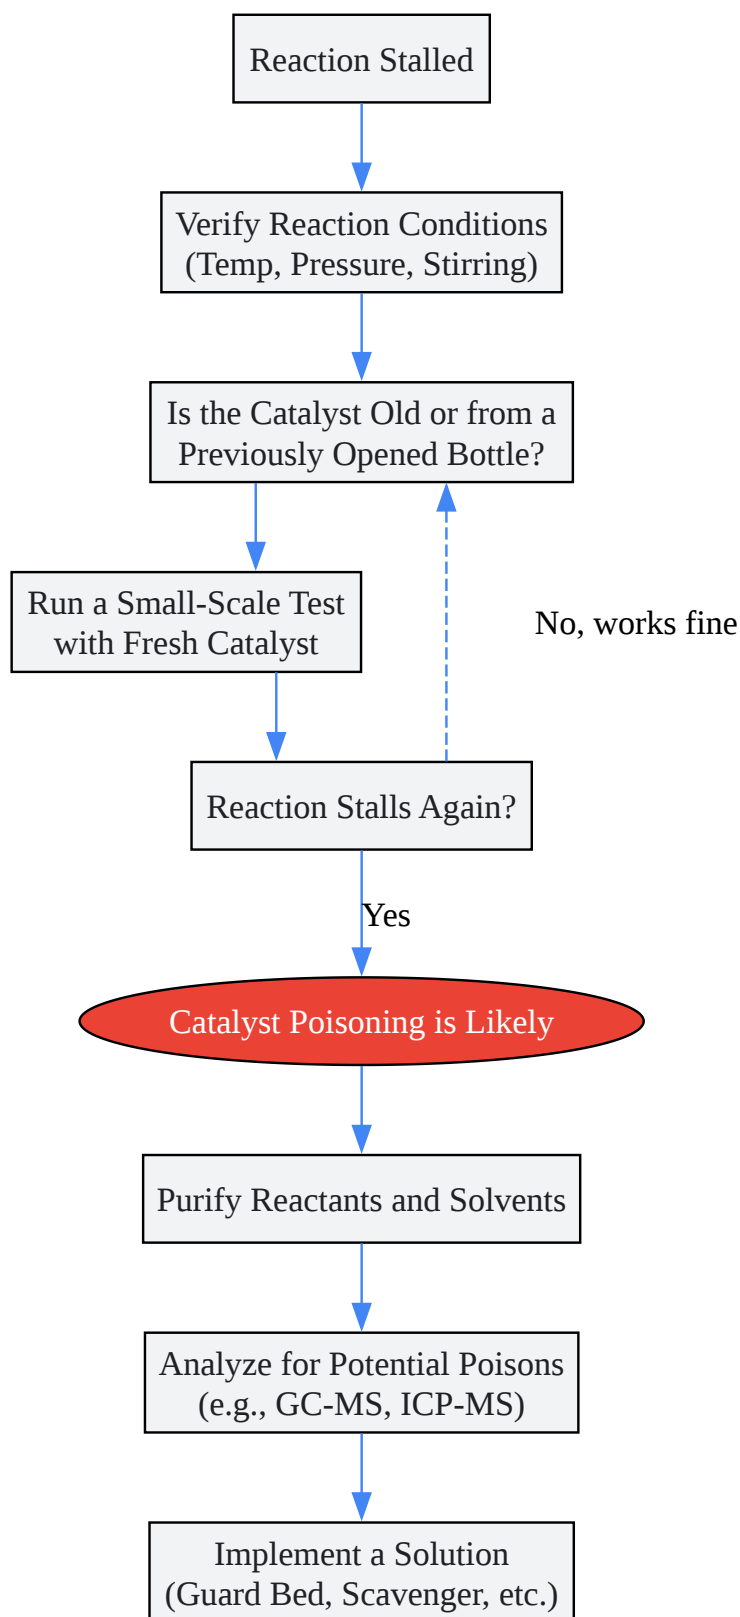 Reaction Stalled
Verify Reaction Conditions
(Temp, Pressure, Stirring)
Is the Catalyst Old or from a
Previously Opened Bottle?
Run a Small-Scale Test
with Fresh Catalyst
No, works fine
Reaction Stalls Again?
Yes
Catalyst Poisoning is Likely
Purify Reactants and Solvents
Analyze for Potential Poisons
(e.g., GC-MS, ICP-MS)
Implement a Solution
(Guard Bed, Scavenger, etc.)